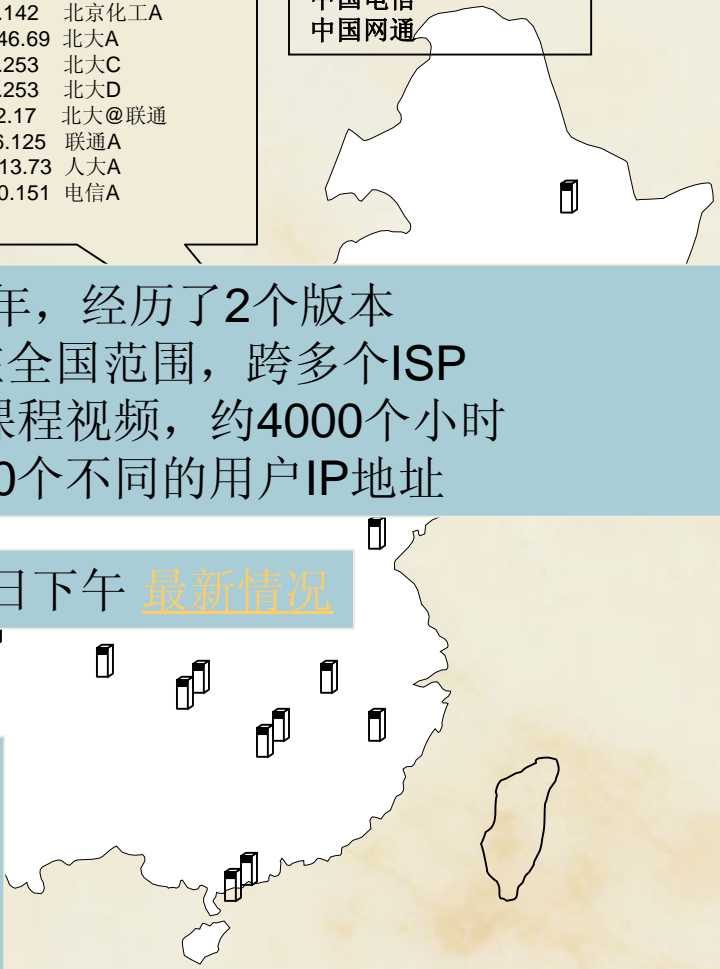 .142 北京化工A
46.69 北大A
.253 北大C
.253 北大D
2.17 北大@联通
6.125 联通A
13.73 人大A
0.151 电信A
中国电信
中国网通
年，经历了2个版本
全国范围，跨多个ISP
课程视频，约4000个小时
0个不同的用户IP地址
日下午 最新情况